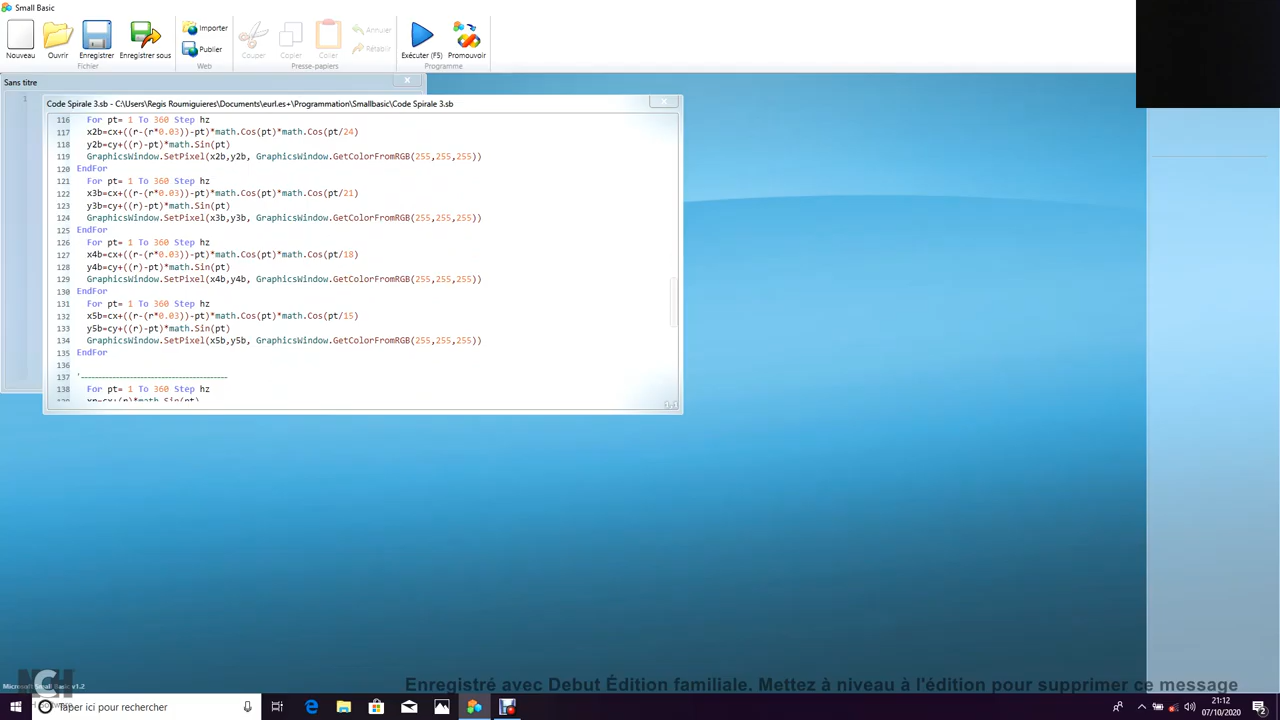 Small Basic
Nouveau
Ouvrir
Enregistrer
Enregistrer sous
Importer
Publier
Couper
Copier
Coller
Annuler
Rétablir
Exécuter (F5)
Promouvoir
Fichier
Web
Presse-papiers
Programme
Sans titre
1
Code Spirale 3.sb - C:\Users\Regis Roumiguieres\Documents\eurl.es+\Programmation\Smallbasic\Code Spirale 3.sb
116 For pt= 1 To 360 Step hz
117 x2b=cx+((r-(r*0.03))-pt)*math.Cos(pt)*math.Cos(pt/24)
118 y2b=cy+((r)-pt)*math.Sin(pt)
119 GraphicsWindow.SetPixel(x2b,y2b, GraphicsWindow.GetColorFromRGB(255,255,255))
120 EndFor
121 For pt= 1 To 360 Step hz
122 x3b=cx+((r-(r*0.03))-pt)*math.Cos(pt)*math.Cos(pt/21)
123 y3b=cy+((r)-pt)*math.Sin(pt)
124 GraphicsWindow.SetPixel(x3b,y3b, GraphicsWindow.GetColorFromRGB(255,255,255))
125 EndFor
126 For pt= 1 To 360 Step hz
127 x4b=cx+((r-(r*0.03))-pt)*math.Cos(pt)*math.Cos(pt/18)
128 y4b=cy+((r)-pt)*math.Sin(pt)
129 GraphicsWindow.SetPixel(x4b,y4b, GraphicsWindow.GetColorFromRGB(255,255,255))
130 EndFor
131 For pt= 1 To 360 Step hz
132 x5b=cx+((r-(r*0.03))-pt)*math.Cos(pt)*math.Cos(pt/15)
133 y5b=cy+((r)-pt)*math.Sin(pt)
134 GraphicsWindow.SetPixel(x5b,y5b, GraphicsWindow.GetColorFromRGB(255,255,255))
135 EndFor
136
137 '------------------------------------------
138 For pt= 1 To 360 Step hz
1,1
Microsoft Small Basic v1.2
Enregistré avec Debut Édition familiale. Mettez à niveau à l'édition pour supprimer ce message
Taper ici pour rechercher
21:12
07/10/2020
2